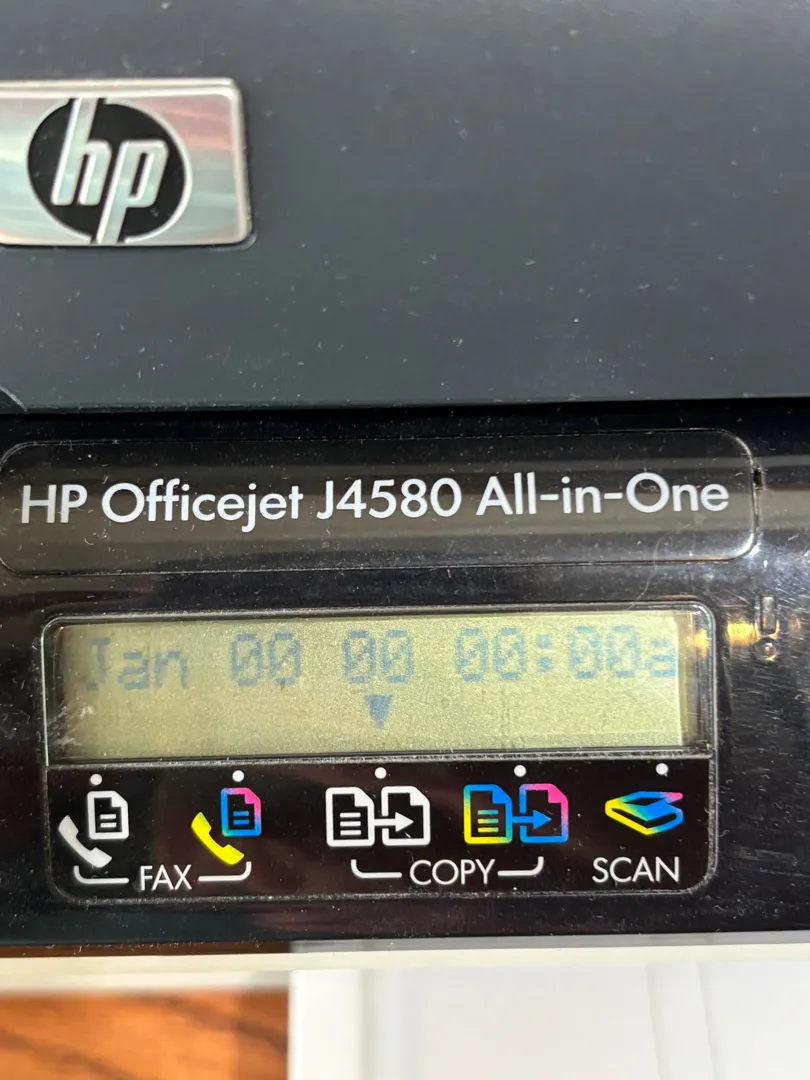 hp
HP Officejet J4580 All-in-One
Jan 00 00 00:00a
FAX COPY SCAN